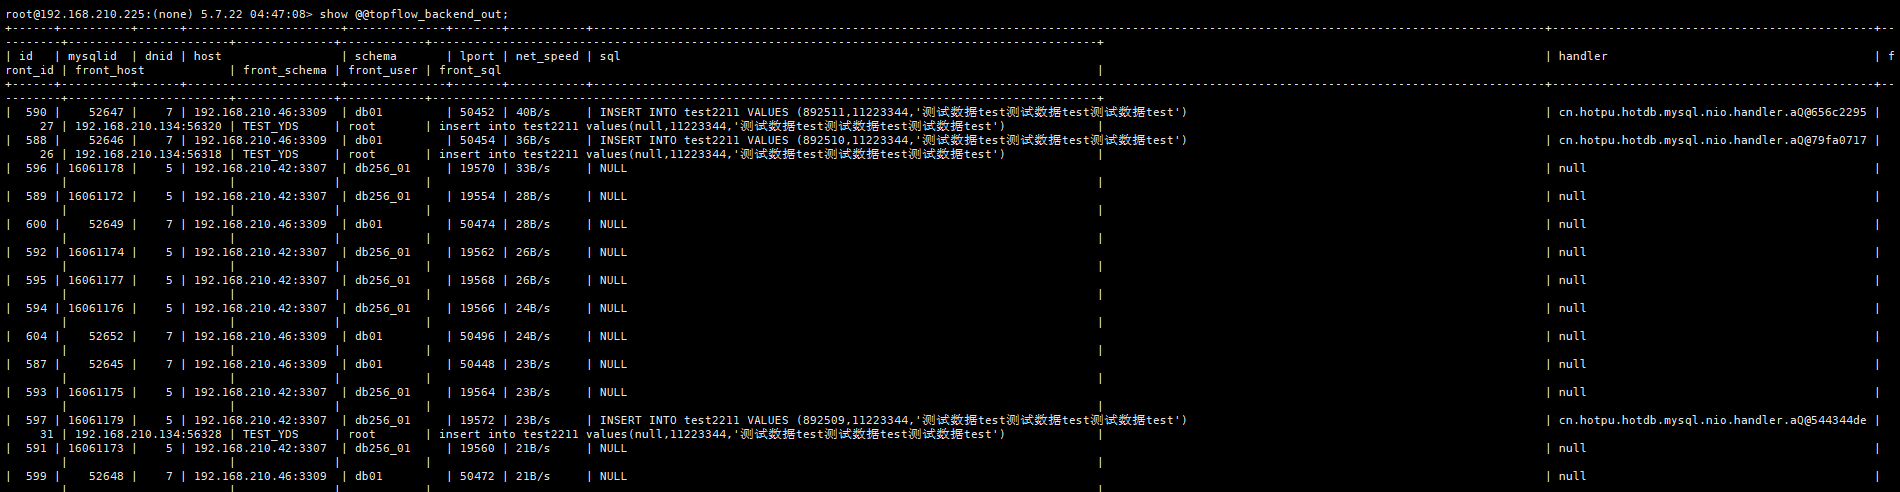 root@192.168.210.225:(none) 5.7.22 04:47:08> show @@topflow_backend_out;
| id | mysqlid | dnid | host | schema | lport | net_speed | sql | handler | f
ront_id | front_host | front_schema | front_user | front_sql |
| 590 | 52647 | 7 | 192.168.210.46:3309 | db01 | 50452 | 40B/s | INSERT INTO test2211 VALUES (892511,11223344,'测试数据test测试数据test测试数据test') | cn.hotpu.hotdb.mysql.nio.handler.aQ@656c2295 |
27 | 192.168.210.134:56320 | TEST_YDS | root | insert into test2211 values(null,11223344,'测试数据test测试数据test测试数据test') |
| 588 | 52646 | 7 | 192.168.210.46:3309 | db01 | 50454 | 36B/s | INSERT INTO test2211 VALUES (892510,11223344,'测试数据test测试数据test测试数据test') | cn.hotpu.hotdb.mysql.nio.handler.aQ@79fa0717 |
26 | 192.168.210.134:56318 | TEST_YDS | root | insert into test2211 values(null,11223344,'测试数据test测试数据test测试数据test') |
| 596 | 16061178 | 5 | 192.168.210.42:3307 | db256_01 | 19570 | 33B/s | NULL | null |
| | | | |
| 589 | 16061172 | 5 | 192.168.210.42:3307 | db256_01 | 19554 | 28B/s | NULL | null |
| | | | |
| 600 | 52649 | 7 | 192.168.210.46:3309 | db01 | 50474 | 28B/s | NULL | null |
| | | | |
| 592 | 16061174 | 5 | 192.168.210.42:3307 | db256_01 | 19562 | 26B/s | NULL | null |
| | | | |
| 595 | 16061177 | 5 | 192.168.210.42:3307 | db256_01 | 19568 | 26B/s | NULL | null |
| | | | |
| 594 | 16061176 | 5 | 192.168.210.42:3307 | db256_01 | 19566 | 24B/s | NULL | null |
| | | | |
| 604 | 52652 | 7 | 192.168.210.46:3309 | db01 | 50496 | 24B/s | NULL | null |
| | | | |
| 587 | 52645 | 7 | 192.168.210.46:3309 | db01 | 50448 | 23B/s | NULL | null |
| | | | |
| 593 | 16061175 | 5 | 192.168.210.42:3307 | db256_01 | 19564 | 23B/s | NULL | null |
| | | | |
| 597 | 16061179 | 5 | 192.168.210.42:3307 | db256_01 | 19572 | 23B/s | INSERT INTO test2211 VALUES (892509,11223344,'测试数据test测试数据test测试数据test') | cn.hotpu.hotdb.mysql.nio.handler.aQ@544344de |
31 | 192.168.210.134:56328 | TEST_YDS | root | insert into test2211 values(null,11223344,'测试数据test测试数据test测试数据test') |
| 591 | 16061173 | 5 | 192.168.210.42:3307 | db256_01 | 19560 | 21B/s | NULL | null |
| | | | |
| 599 | 52648 | 7 | 192.168.210.46:3309 | db01 | 50472 | 21B/s | NULL | null |